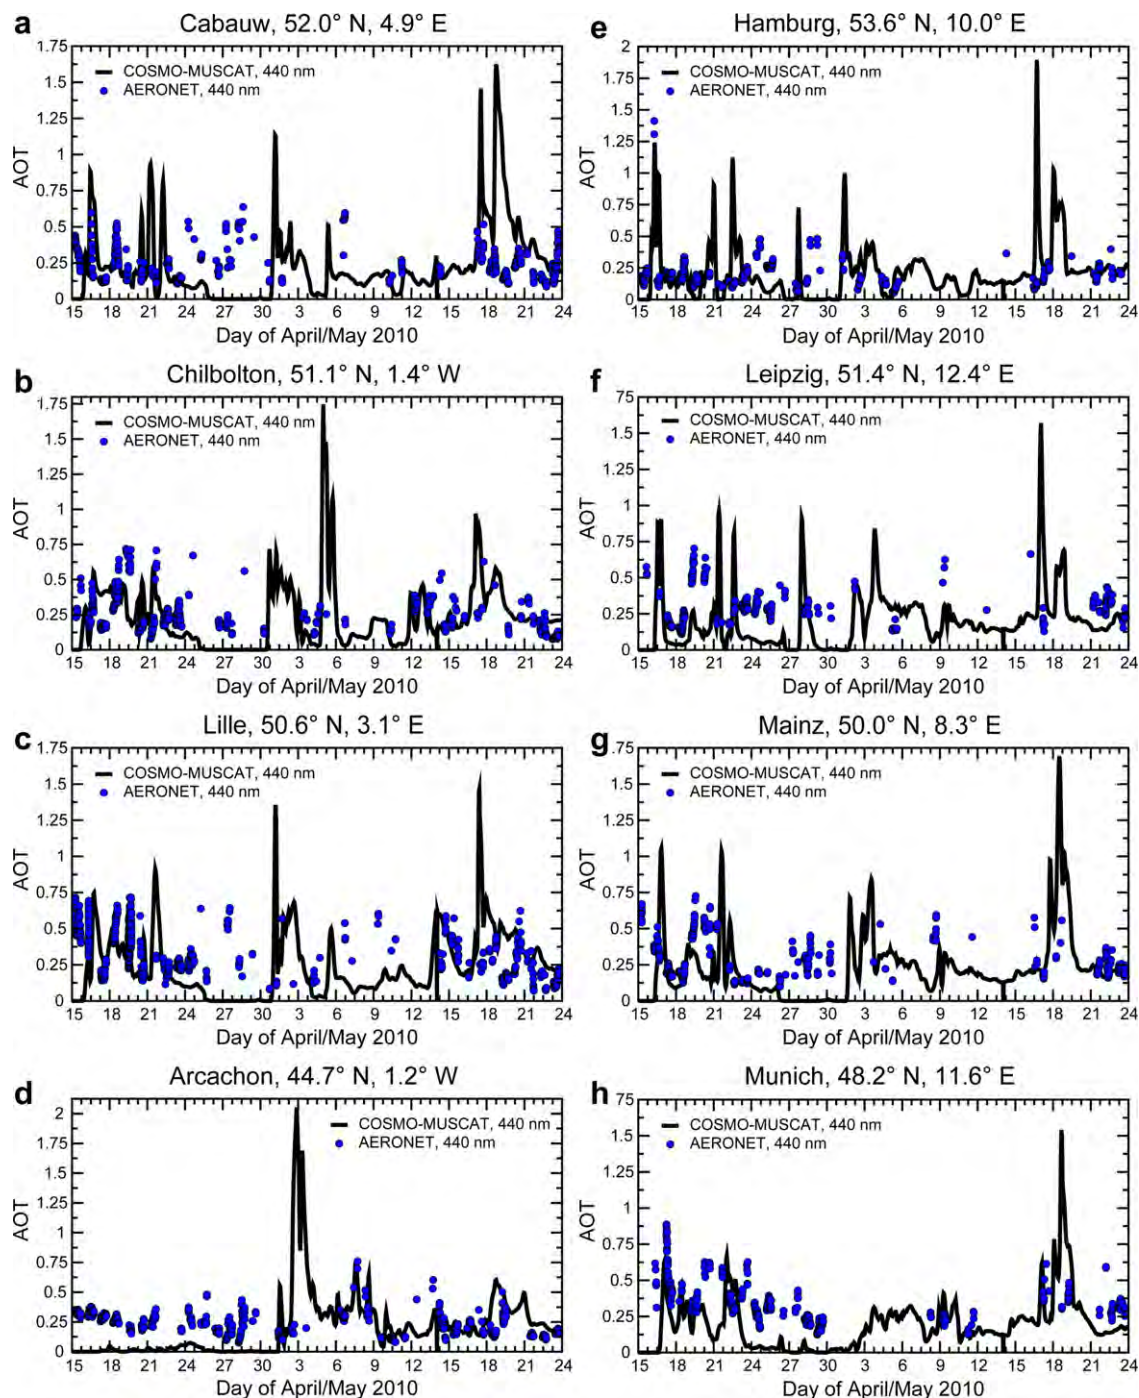 a
Cabauw, 52.0° N, 4.9° E
1.75
1.5
1.25
1
0.75
0.5
0.25
0
AOT
COSMO-MUSCAT, 440 nm
AERONET, 440 nm
15 18 21 24 27 30 3 6 9 12 15 18 21 24
Day of April/May 2010
e
Hamburg, 53.6° N, 10.0° E
2
1.75
1.5
1.25
1
0.75
0.5
0.25
0
AOT
COSMO-MUSCAT, 440 nm
AERONET, 440 nm
15 18 21 24 27 30 3 6 9 12 15 18 21 24
Day of April/May 2010
b
Chilbolton, 51.1° N, 1.4° W
1.75
1.5
1.25
1
0.75
0.5
0.25
0
AOT
COSMO-MUSCAT, 440 nm
AERONET, 440 nm
15 18 21 24 27 30 3 6 9 12 15 18 21 24
Day of April/May 2010
f
Leipzig, 51.4° N, 12.4° E
75
1.5
1.25
1
0.75
0.5
0.25
0
AOT
COSMO-MUSCAT, 440 nm
AERONET, 440 nm
15 18 21 24 27 30 3 6 9 12 15 18 21 24
Day of April/May 2010
c
Lille, 50.6° N, 3.1° E
1.75
1.5
1.25
1
0.75
0.5
0.25
0
AOT
COSMO-MUSCAT, 440 nm
AERONET, 440 nm
15 18 21 24 27 30 3 6 9 12 15 18 21 24
Day of April/May 2010
g
Mainz, 50.0° N, 8.3° E
1.75
1.5
1.25
1
0.75
0.5
0.25
0
AOT
COSMO-MUSCAT, 440 nm
AERONET, 440 nm
15 18 21 24 27 30 3 6 9 12 15 18 21 24
Day of April/May 2010
d
Arcachon, 44.7° N, 1.2° W
2
1.75
1.5
1.25
1
0.75
0.5
0.25
0
AOT
COSMO-MUSCAT, 440 nm
AERONET, 440 nm
15 18 21 24 27 30 3 6 9 12 15 18 21 24
Day of April/May 2010
h
Munich, 48.2° N, 11.6° E
75
1.5
1.25
1
0.75
0.5
0.25
0
AOT
COSMO-MUSCAT, 440 nm
AERONET, 440 nm
15 18 21 24 27 30 3 6 9 12 15 18 21 24
Day of April/May 2010